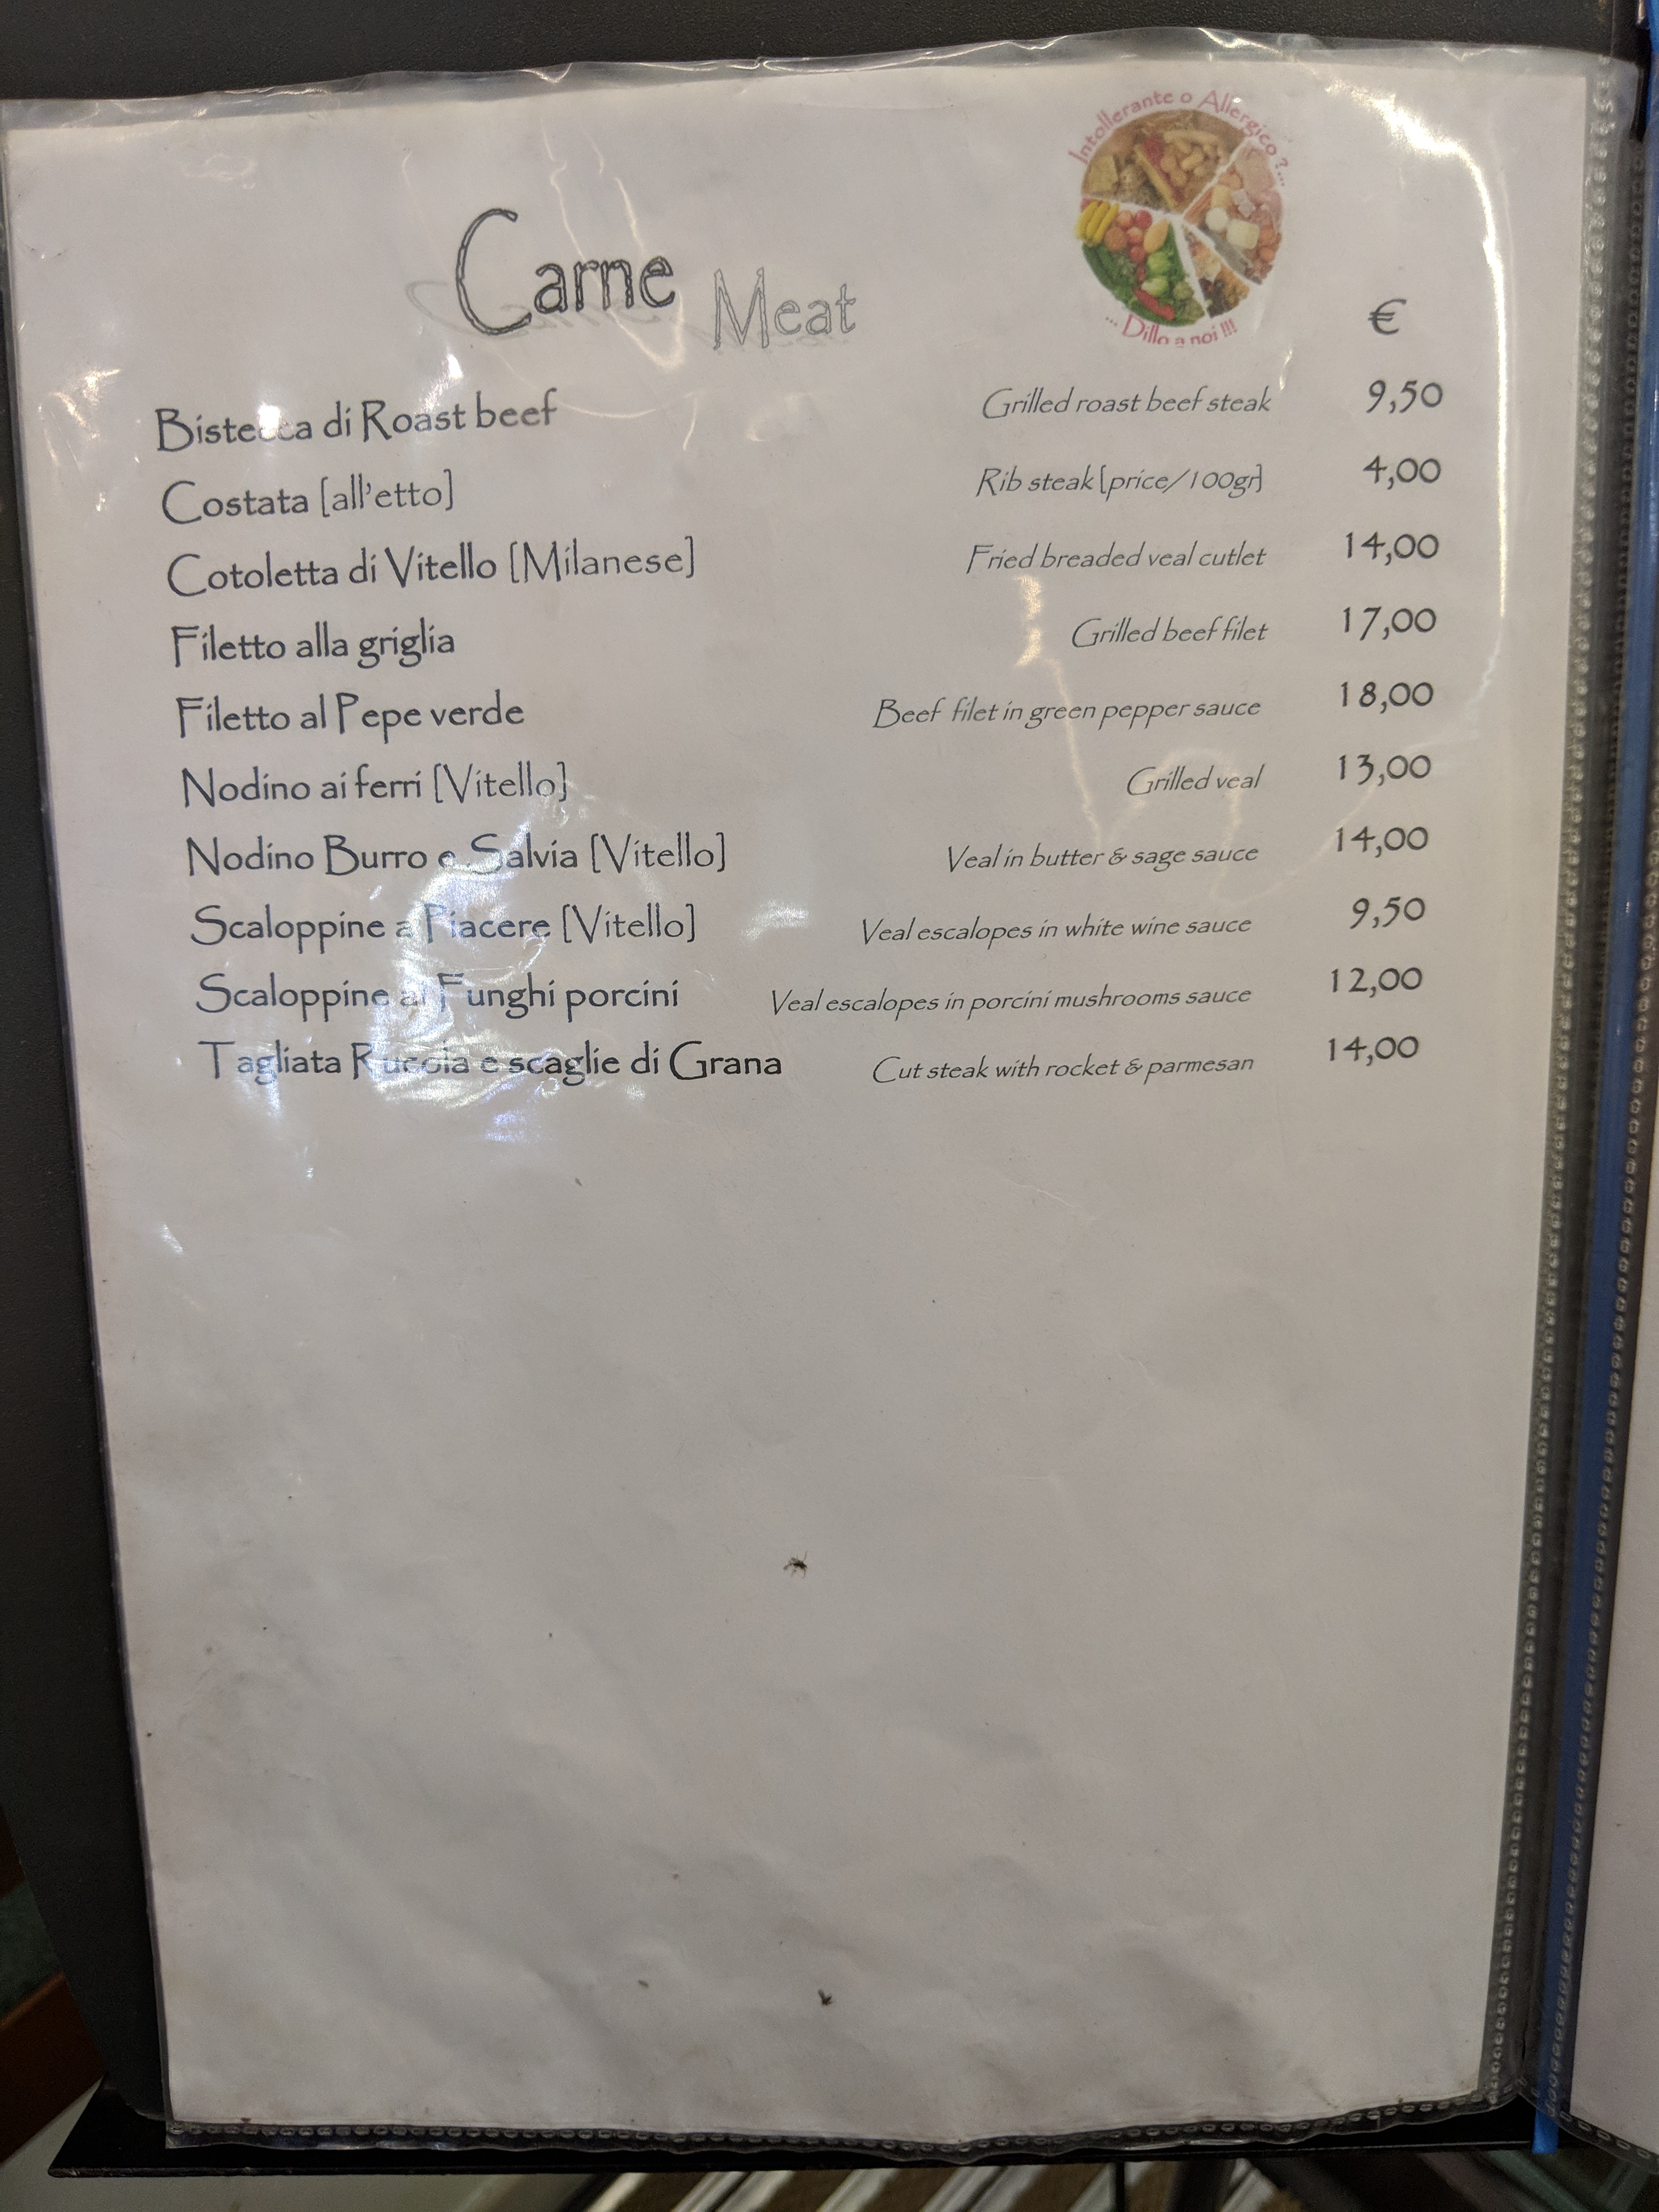 Intollerante o Allergico ?...
... Dillo a noi !!!
Carne Meat
€
Bistecca di Roast beef Grilled roast beef steak 9,50
Costata [all'etto] Rib steak [price/100gr] 4,00
Cotoletta di Vitello [Milanese] Fried breaded veal cutlet 14,00
Filetto alla griglia Grilled beef filet 17,00
Filetto al Pepe verde Beef filet in green pepper sauce 18,00
Nodino ai ferri [Vitello] Grilled veal 13,00
Nodino Burro e Salvia [Vitello] Veal in butter & sage sauce 14,00
Scaloppine a Piacere [Vitello] Veal escalopes in white wine sauce 9,50
Scaloppine ai Funghi porcini Veal escalopes in porcini mushrooms sauce 12,00
Tagliata Rucola e scaglie di Grana Cut steak with rocket & parmesan 14,00